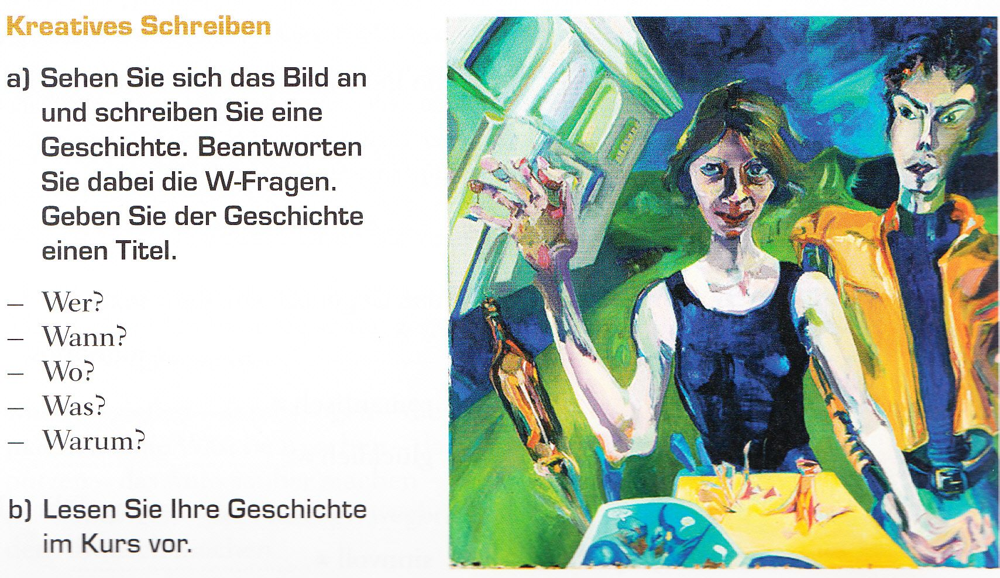 Kreatives Schreiben
a) Sehen Sie sich das Bild an
und schreiben Sie eine
Geschichte. Beantworten
Sie dabei die W-Fragen.
Geben Sie der Geschichte
einen Titel.
– Wer?
– Wann?
– Wo?
– Was?
– Warum?
b) Lesen Sie Ihre Geschichte
im Kurs vor.